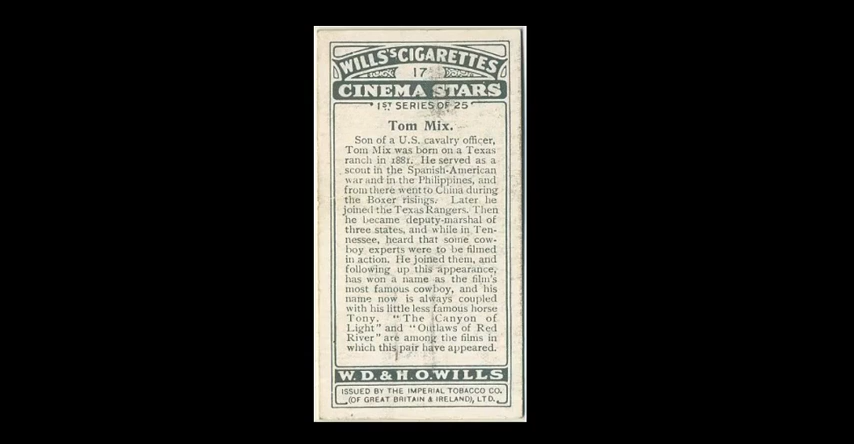 WILLS'S CIGARETTES
17
CINEMA STARS
1ST SERIES OF 25
Tom Mix.
Son of a U.S. cavalry officer,
Tom Mix was born on a Texas
ranch in 1881. He served as a
scout in the Spanish-American
war and in the Philippines, and
from there went to China during
the Boxer risings. Later he
joined the Texas Rangers. Then
he became deputy-marshal of
three states, and while in Ten-
nessee, heard that some cow-
boy experts were to be filmed
in action. He joined them, and
following up this appearance,
has won a name as the film's
most famous cowboy, and his
name now is always coupled
with his little less famous horse
Tony. "The Canyon of
Light" and "Outlaws of Red
River" are among the films in
which this pair have appeared.
W. D. & H. O. WILLS
ISSUED BY THE IMPERIAL TOBACCO CO.
(OF GREAT BRITAIN & IRELAND), LTD.